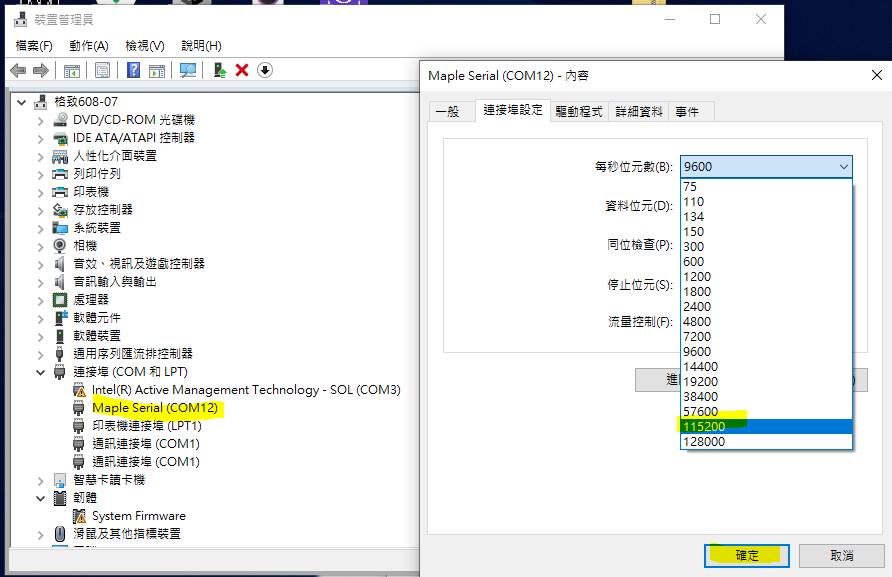 裝置管理員
檔案(F) 動作(A) 檢視(V) 說明(H)
格致608-07
DVD/CD-ROM 光碟機
IDE ATA/ATAPI 控制器
人性化介面裝置
列印佇列
印表機
存放控制器
系統裝置
相機
音效、視訊及遊戲控制器
音訊輸入與輸出
處理器
軟體元件
軟體裝置
通用序列匯流排控制器
連接埠 (COM 和 LPT)
Intel(R) Active Management Technology - SOL (COM3)
Maple Serial (COM12)
印表機連接埠 (LPT1)
通訊連接埠 (COM1)
通訊連接埠 (COM1)
智慧卡讀卡機
韌體
System Firmware
滑鼠及其他指標裝置
Maple Serial (COM12) - 內容
一般 連接埠設定 驅動程式 詳細資料 事件
每秒位元數(B): 9600
資料位元(D):
同位檢查(P):
停止位元(S):
流量控制(F):
75
110
134
150
300
600
1200
1800
2400
4800
7200
9600
14400
19200
38400
57600
115200
128000
進
確定 取消